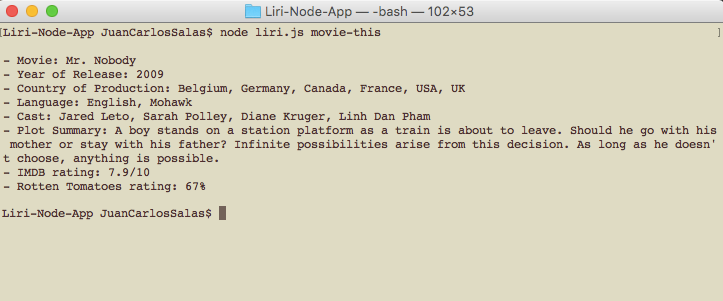 Liri-Node-App — -bash — 102×53
[Liri-Node-App JuanCarlosSalas$ node liri.js movie-this ]
- Movie: Mr. Nobody
- Year of Release: 2009
- Country of Production: Belgium, Germany, Canada, France, USA, UK
- Language: English, Mohawk
- Cast: Jared Leto, Sarah Polley, Diane Kruger, Linh Dan Pham
- Plot Summary: A boy stands on a station platform as a train is about to leave. Should he go with his
 mother or stay with his father? Infinite possibilities arise from this decision. As long as he doesn'
t choose, anything is possible.
- IMDB rating: 7.9/10
- Rotten Tomatoes rating: 67%
Liri-Node-App JuanCarlosSalas$